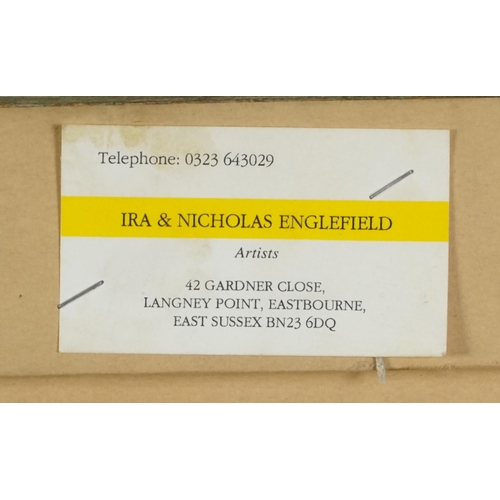 Telephone: 0323 643029
IRA & NICHOLAS ENGLEFIELD
Artists
42 GARDNER CLOSE,
LANGNEY POINT, EASTBOURNE,
EAST SUSSEX BN23 6DQ